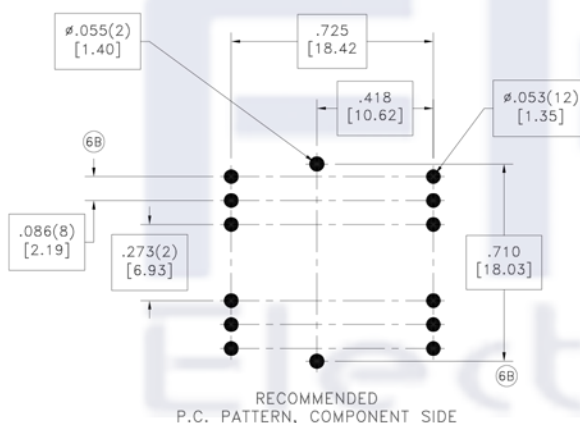 .725
[18.42
ø.055(2)
[1.40]
.418
[10.62]
ø.053(12)
[1.35]
6B
.086(8)
[2.19]
.273(2)
[6.93]
.710
[18.03]
6B
RECOMMENDED
P.C. PATTERN, COMPONENT SIDE
Elect